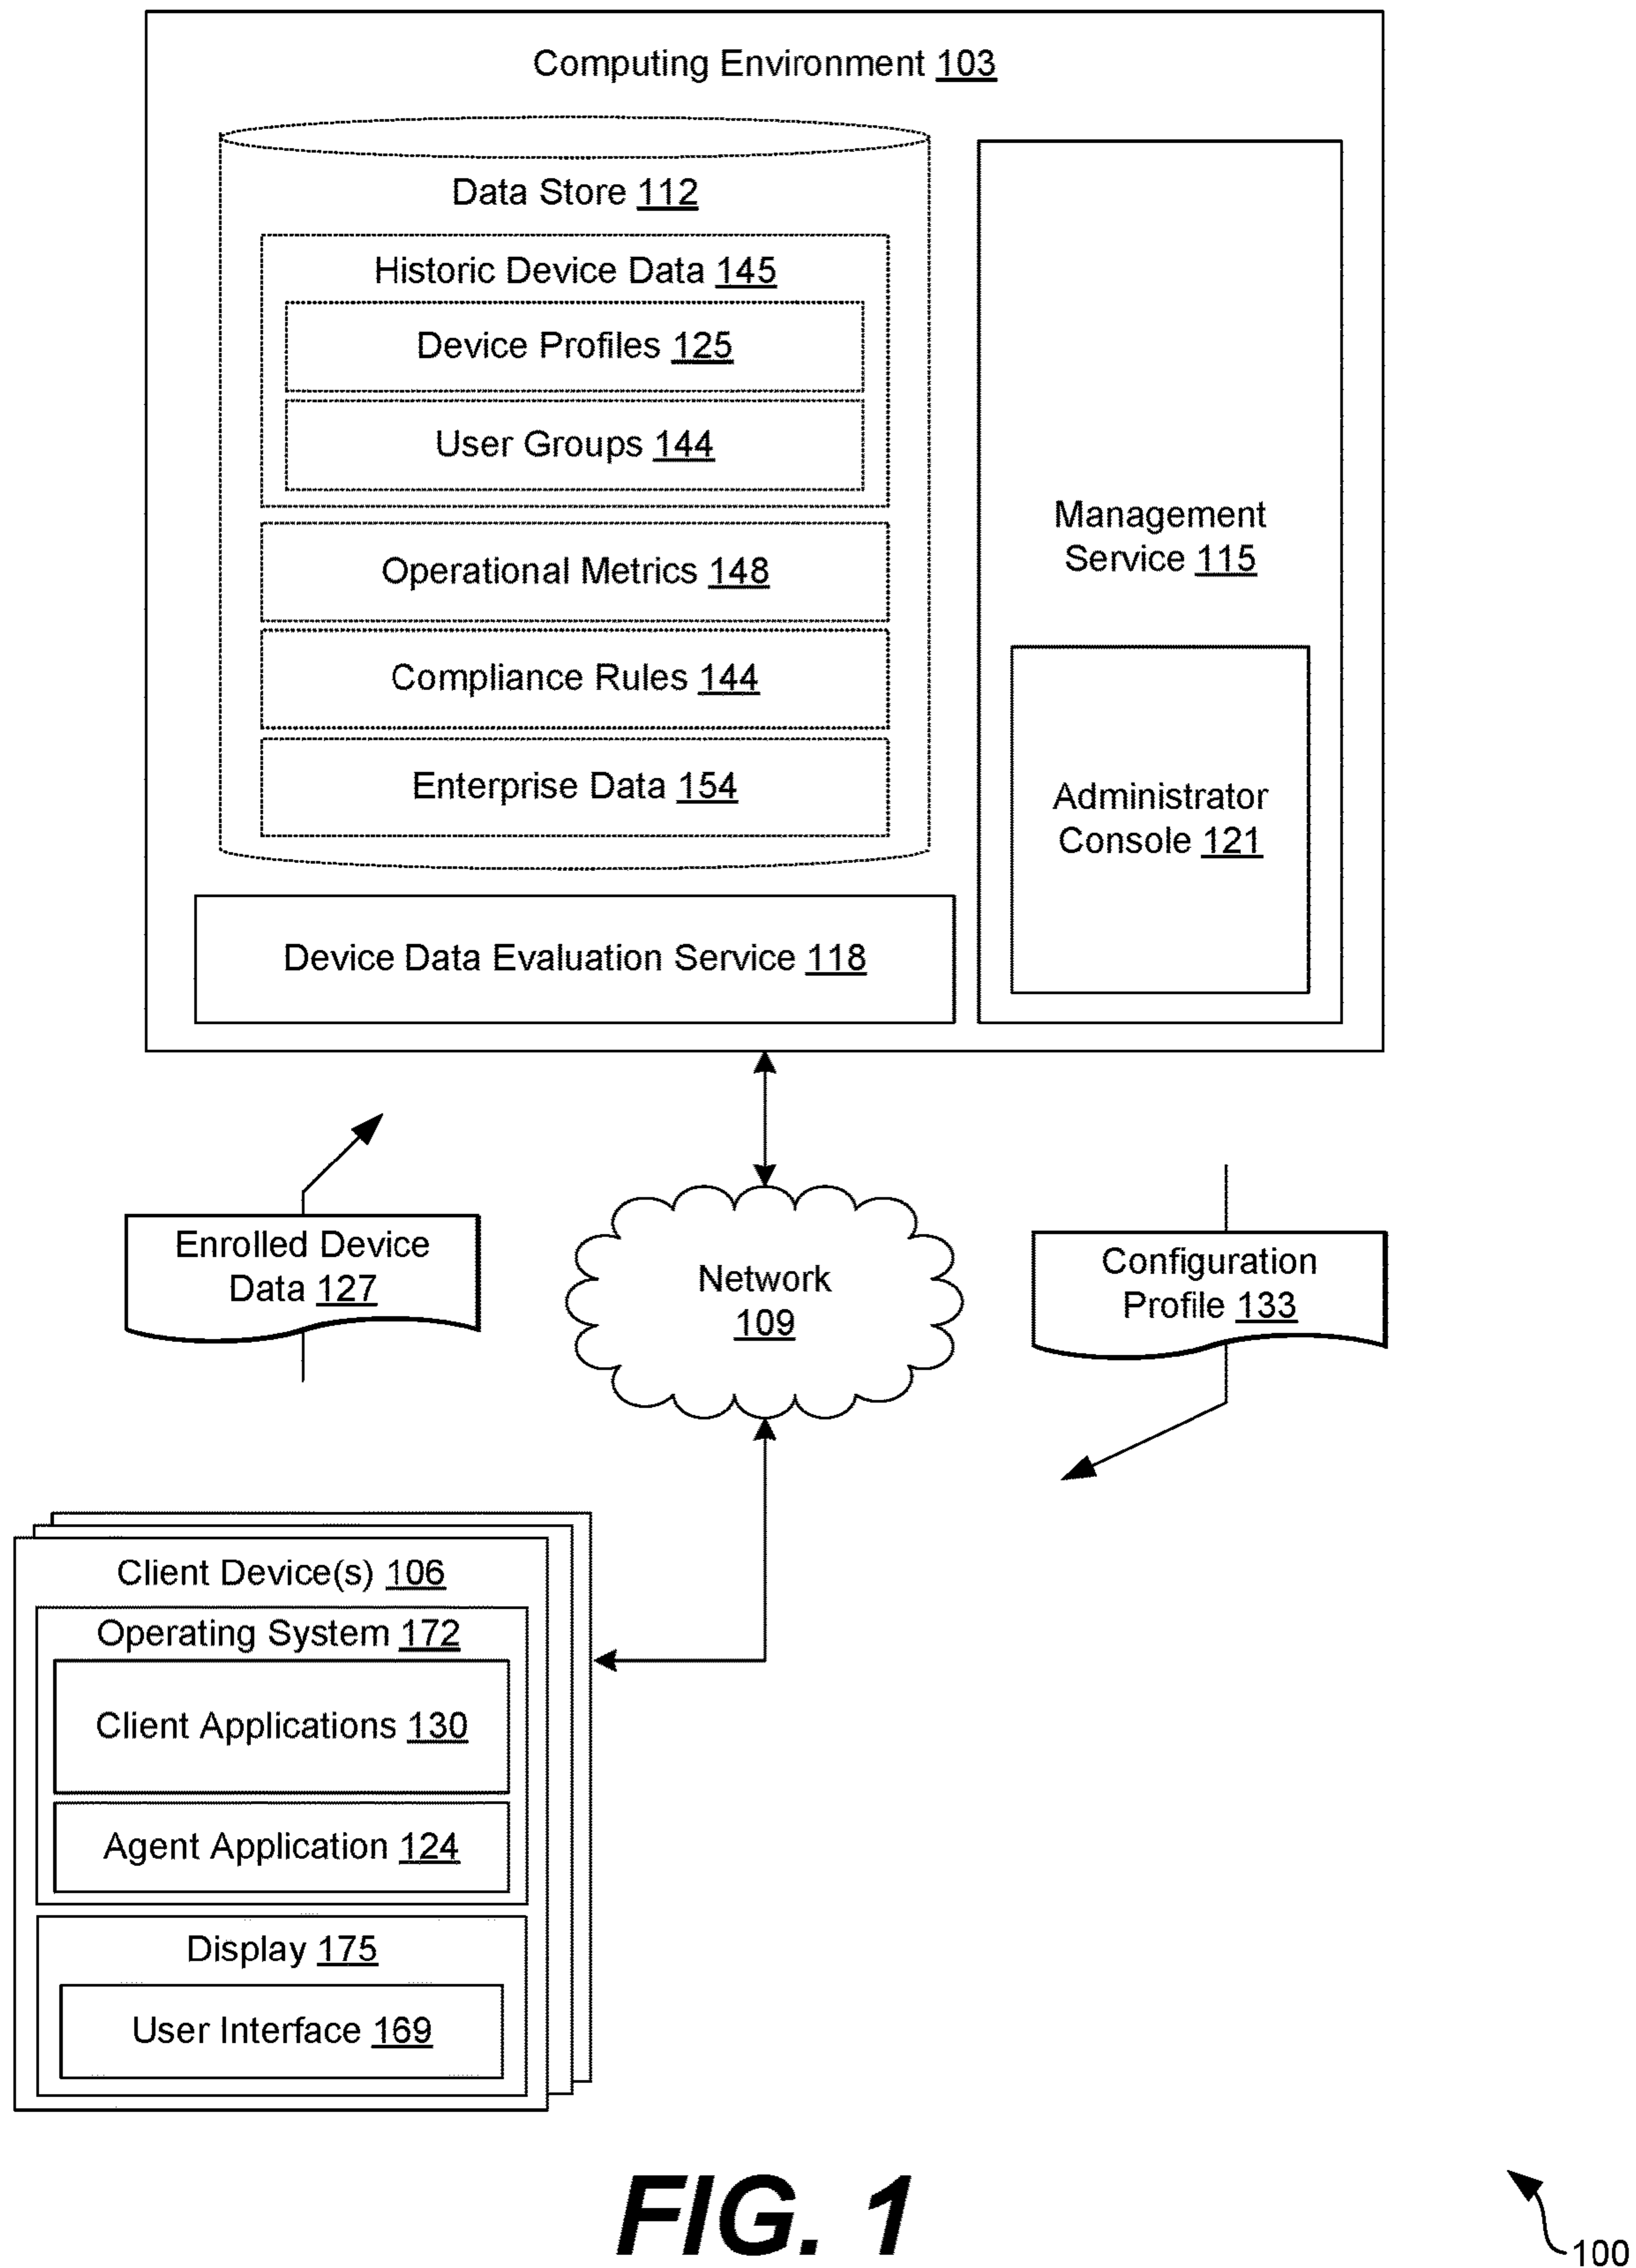 Computing Environment 103
Data Store 112
Historic Device Data 145
Device Profiles 125
User Groups 144
Operational Metrics 148
Compliance Rules 144
Enterprise Data 154
Device Data Evaluation Service 118
Management
Service 115
Administrator
Console 121
Enrolled Device
Data 127
Network
109
Configuration
Profile 133
Client Device(s) 106
Operating System 172
Client Applications 130
Agent Application 124
Display 175
User Interface 169
FIG. 1
100